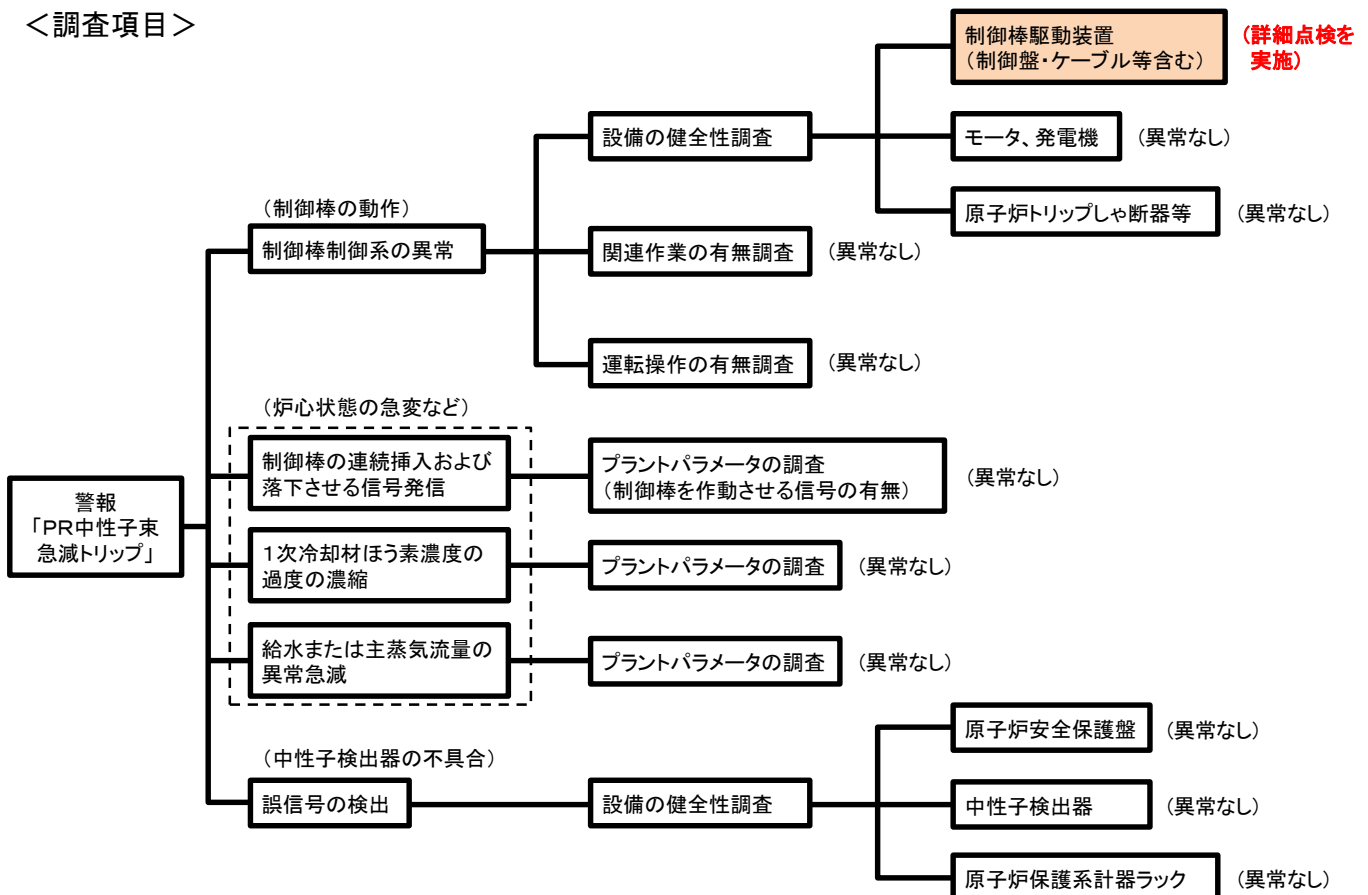 ＜調査項目＞
制御棒駆動装置
(制御盤・ケーブル等含む)
(詳細点検を
実施)
設備の健全性調査
モータ、発電機
(異常なし)
原子炉トリップしゃ断器等
(異常なし)
（制御棒の動作）
制御棒制御系の異常
関連作業の有無調査
(異常なし)
運転操作の有無調査
(異常なし)
（炉心状態の急変など）
制御棒の連続挿入および
落下させる信号発信
プラントパラメータの調査
(制御棒を作動させる信号の有無)
(異常なし)
警報
「PR中性子束
急減トリップ」
1次冷却材ほう素濃度の
過度の濃縮
プラントパラメータの調査
(異常なし)
給水または主蒸気流量の
異常急減
プラントパラメータの調査
(異常なし)
（中性子検出器の不具合）
誤信号の検出
設備の健全性調査
原子炉安全保護盤
(異常なし)
中性子検出器
(異常なし)
原子炉保護系計器ラック
(異常なし)